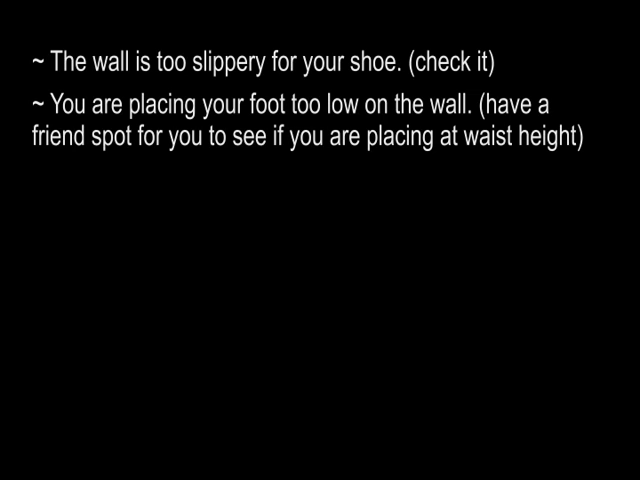 ~ The wall is too slippery for your shoe. (check it)
~ You are placing your foot too low on the wall. (have a
friend spot for you to see if you are placing at waist height)